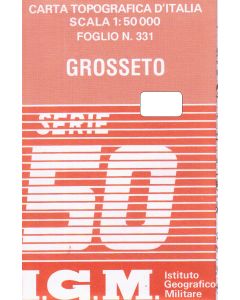 CARTA TOPOGRAFICA D'ITALIA
SCALA 1:50 000
FOGLIO N. 331
GROSSETO
SERIE
50
I.G.M.
Istituto
Geografico
Militare